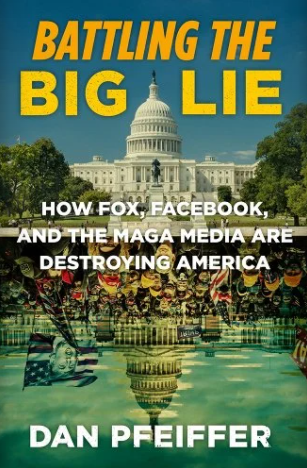 BATTLING THE
BIG LIE
HOW FOX, FACEBOOK,
AND THE MAGA MEDIA ARE
DESTROYING AMERICA
DAN PFEIFFER